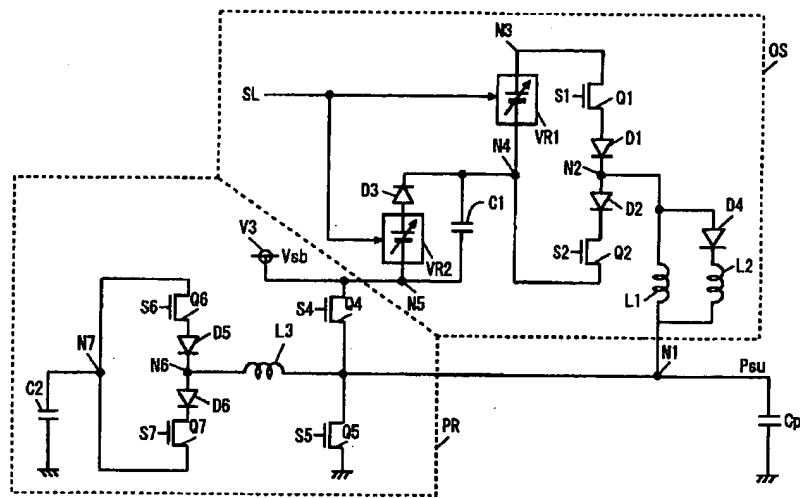 N3
OS
SL
S1
Q1
VR1
D1
N4
N2
D3
C1
D2
D4
V3
Vsb
VR2
S2
Q2
L1
L2
N5
S6
Q6
S4
Q4
D5
L3
N7
N6
N1
Psu
C2
D6
S7
Q7
S5
Q5
PR
Cp